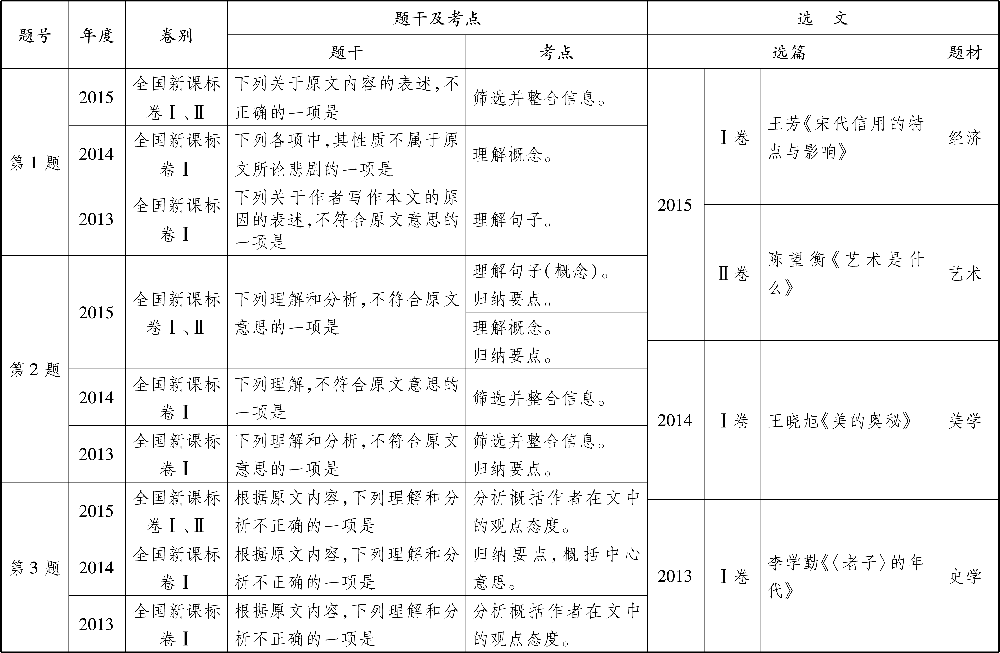 题号
年度
卷别
题干及考点
选 文
题干
考点
选篇
题材
第1题
2015
全国新课标
卷Ⅰ、Ⅱ
下列关于原文内容的表述,不
正确的一项是
筛选并整合信息。
2014
全国新课标
卷Ⅰ
下列各项中,其性质不属于原
文所论悲剧的一项是
理解概念。
2013
全国新课标
卷Ⅰ
下列关于作者写作本文的原
因的表述,不符合原文意思的
一项是
理解句子。
第2题
2015
全国新课标
卷Ⅰ、Ⅱ
下列理解和分析,不符合原文
意思的一项是
理解句子(概念)。
归纳要点。
理解概念。
归纳要点。
2014
全国新课标
卷Ⅰ
下列理解,不符合原文意思的
一项是
筛选并整合信息。
2013
全国新课标
卷Ⅰ
下列理解和分析,不符合原文
意思的一项是
筛选并整合信息。
归纳要点。
第3题
2015
全国新课标
卷Ⅰ、Ⅱ
根据原文内容,下列理解和分
析不正确的一项是
分析概括作者在文中
的观点态度。
2014
全国新课标
卷Ⅰ
根据原文内容,下列理解和分
析不正确的一项是
归纳要点,概括中心
意思。
2013
全国新课标
卷Ⅰ
根据原文内容,下列理解和分
析不正确的一项是
分析概括作者在文中
的观点态度。
2015
Ⅰ卷
王芳《宋代信用的特
点与影响》
经济
Ⅱ卷
陈望衡《艺术是什
么》
艺术
2014
Ⅰ卷
王晓旭《美的奥秘》
美学
2013
Ⅰ卷
李学勤《〈老子〉的年
代》
史学